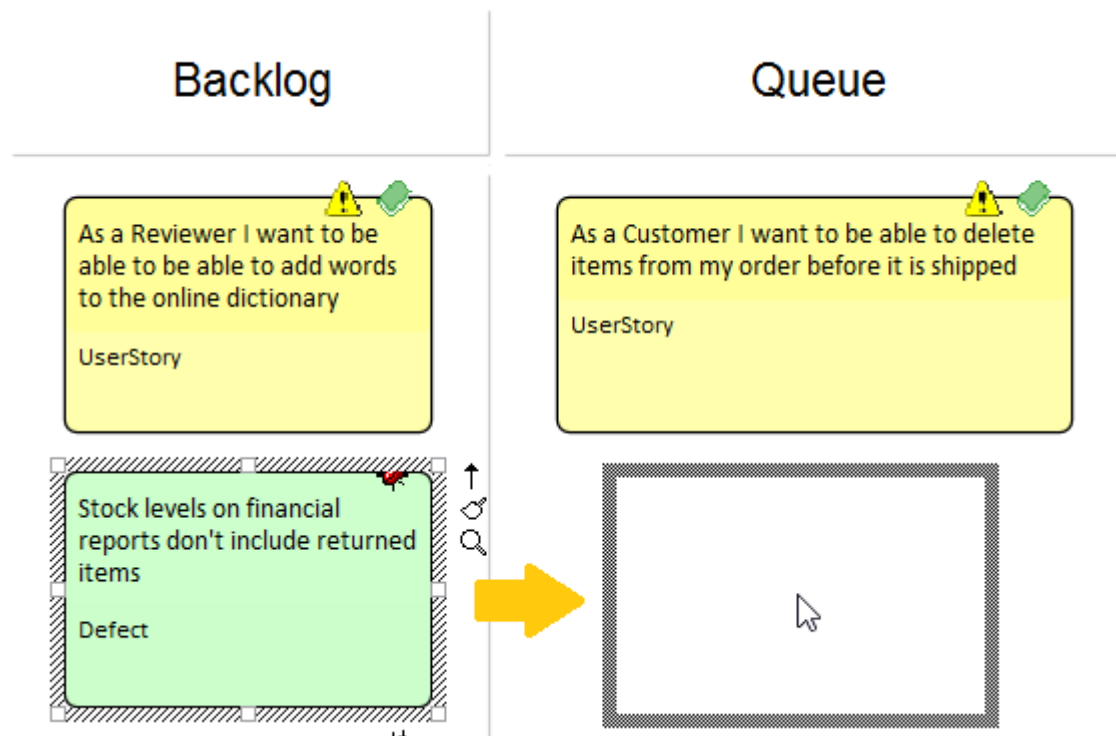 Backlog
Queue
As a Reviewer I want to be
able to be able to add words
to the online dictionary
UserStory
As a Customer I want to be able to delete
items from my order before it is shipped
UserStory
Stock levels on financial
reports don't include returned
items
Defect